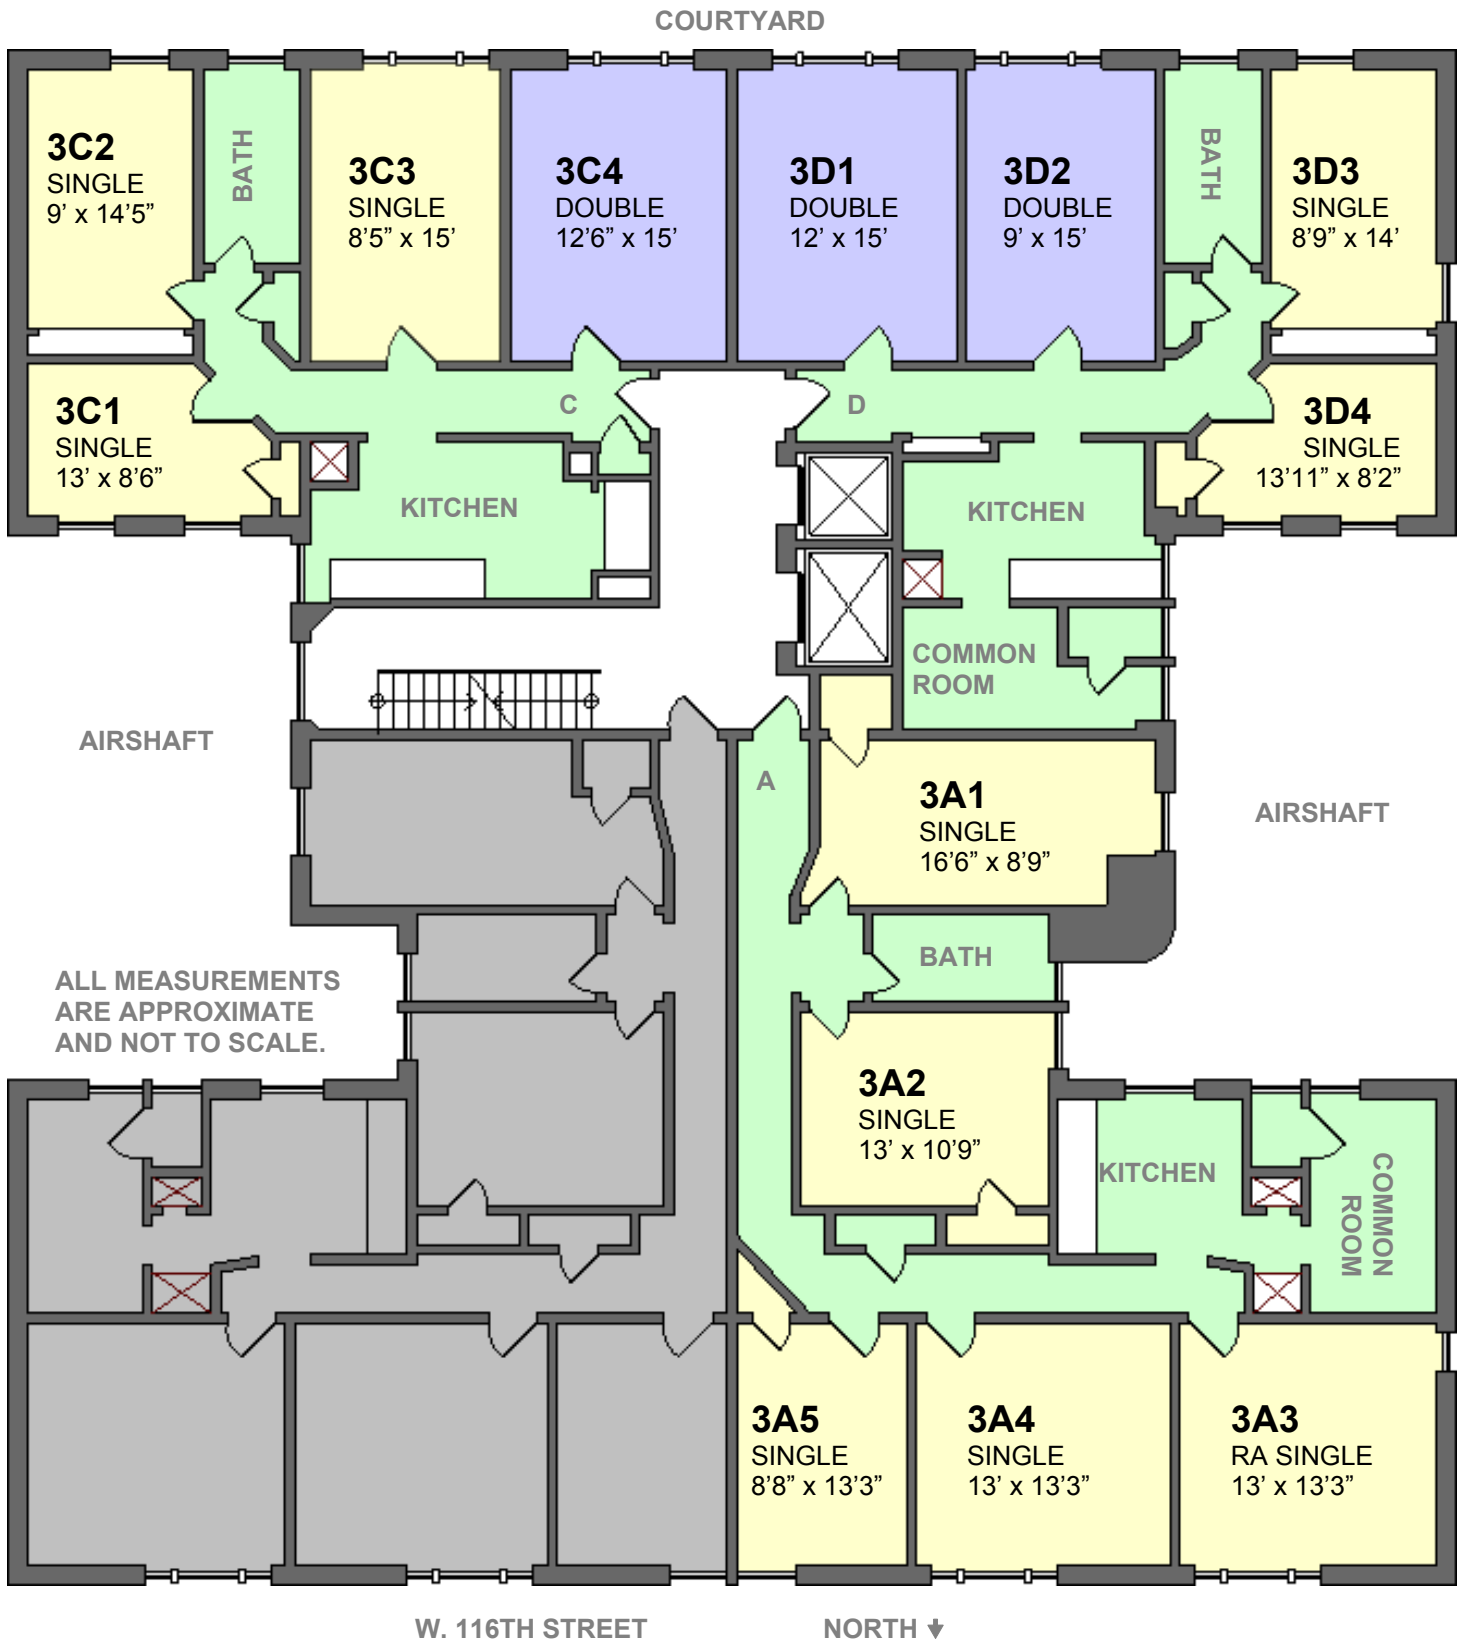 COURTYARD
3C2
SINGLE
9’ x 14’5”
BATH
3C3
SINGLE
8’5” x 15’
3C4
DOUBLE
12’6” x 15’
3D1
DOUBLE
12’ x 15’
3D2
DOUBLE
9’ x 15’
BATH
3D3
SINGLE
8’9” x 14’
3C1
SINGLE
13’ x 8’6”
C
D
3D4
SINGLE
13’11” x 8’2”
KITCHEN
KITCHEN
COMMON
ROOM
AIRSHAFT
A
3A1
SINGLE
16’6” x 8’9”
AIRSHAFT
BATH
ALL MEASUREMENTS
ARE APPROXIMATE
AND NOT TO SCALE.
3A2
SINGLE
13’ x 10’9”
KITCHEN
COMMON
ROOM
3A5
SINGLE
8’8” x 13’3”
3A4
SINGLE
13’ x 13’3”
3A3
RA SINGLE
13’ x 13’3”
W. 116TH STREET
NORTH